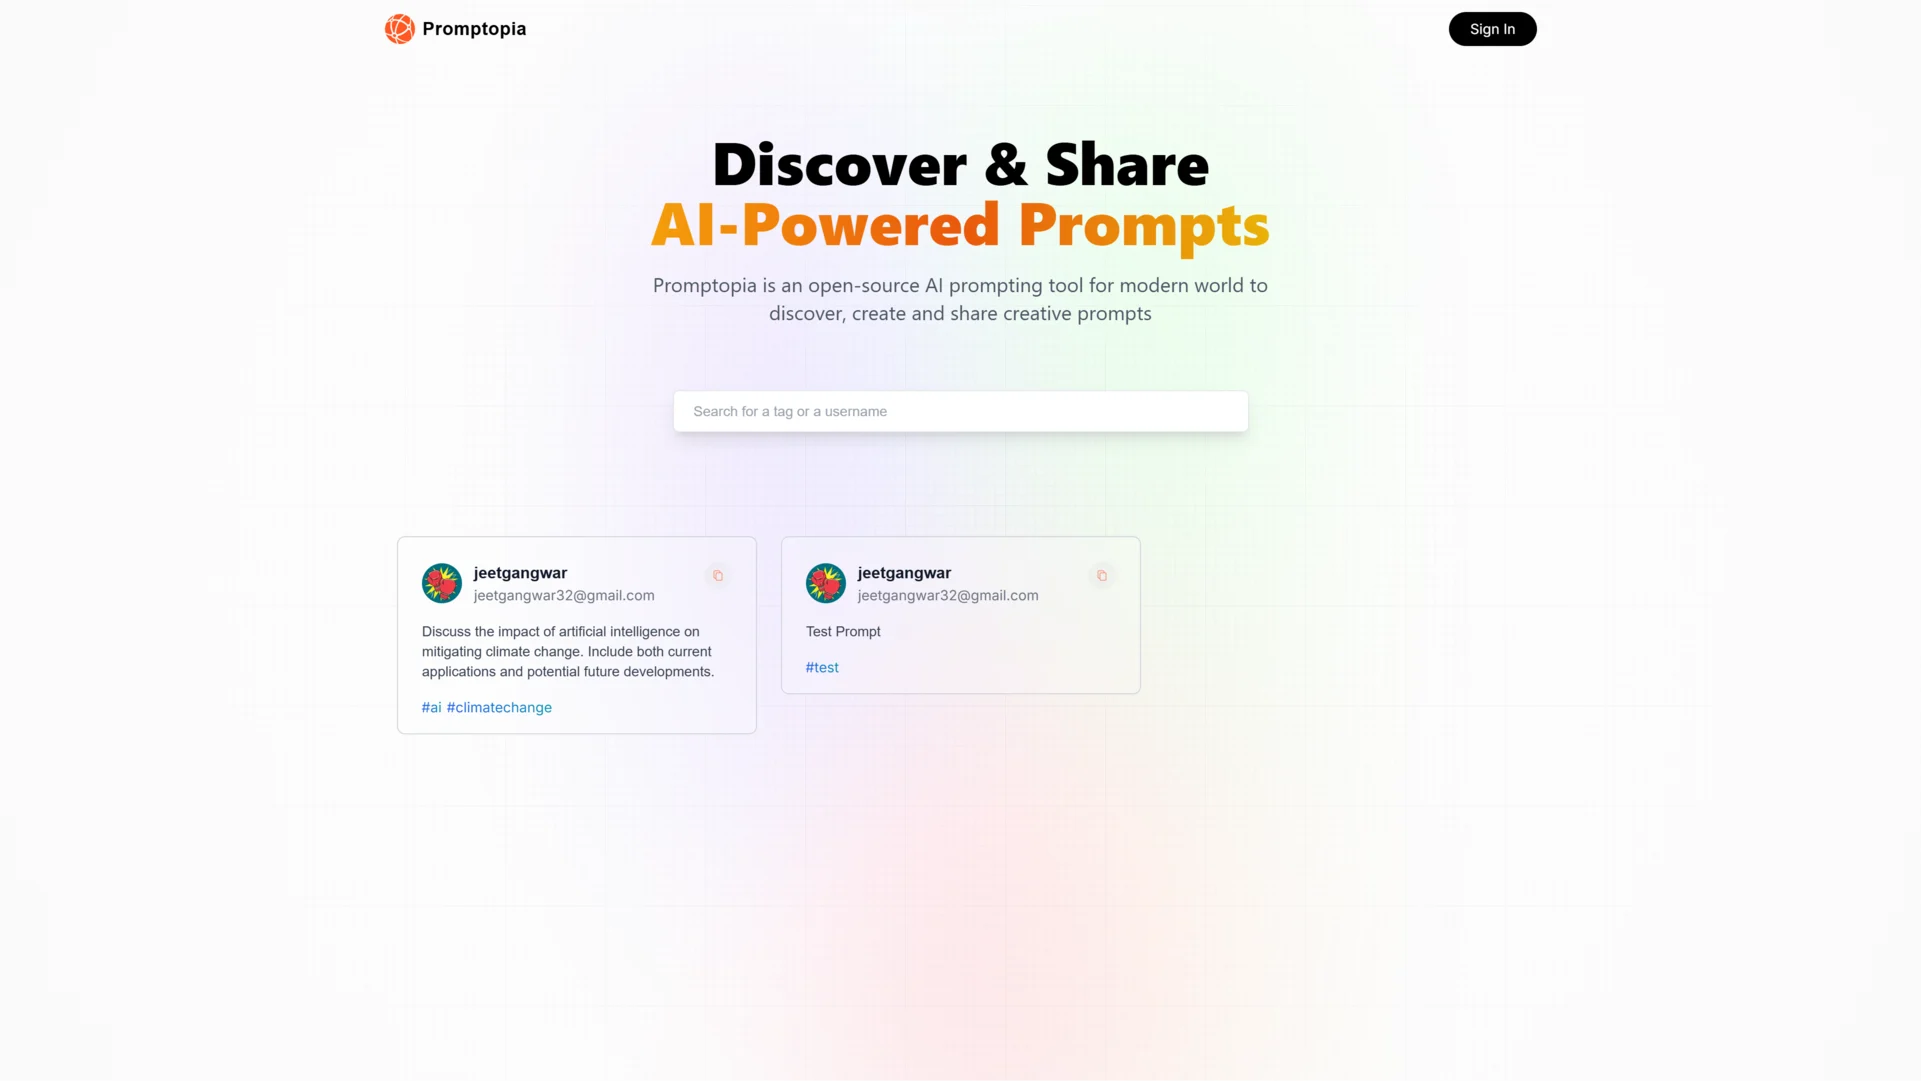 Promptopia
Sign In
Discover & Share
AI-Powered Prompts
Promptopia is an open-source AI prompting tool for modern world to
discover, create and share creative prompts
Search for a tag or a username
jeetgangwar
jeetgangwar32@gmail.com
Discuss the impact of artificial intelligence on
mitigating climate change. Include both current
applications and potential future developments.
#ai #climatechange
jeetgangwar
jeetgangwar32@gmail.com
Test Prompt
#test